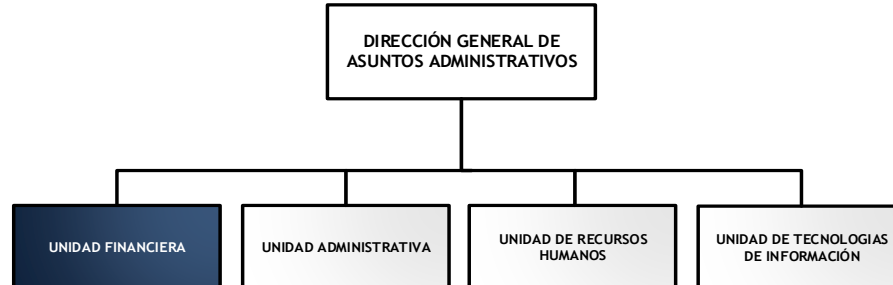 DIRECCIÓN GENERAL DE
ASUNTOS ADMINISTRATIVOS
UNIDAD FINANCIERA
UNIDAD ADMINISTRATIVA
UNIDAD DE RECURSOS
HUMANOS
UNIDAD DE TECNOLOGIAS
DE INFORMACIÓN